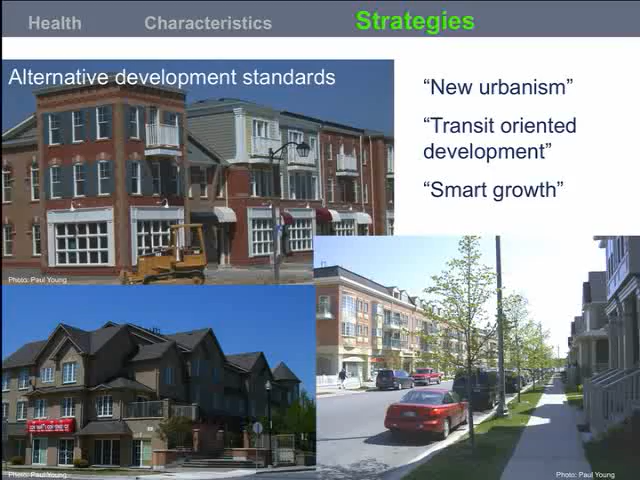 Health Characteristics Strategies
Alternative development standards
“New urbanism”
“Transit oriented
development”
“Smart growth”
Photo: Paul Young
Photo: Paul Young
Photo: Paul Young